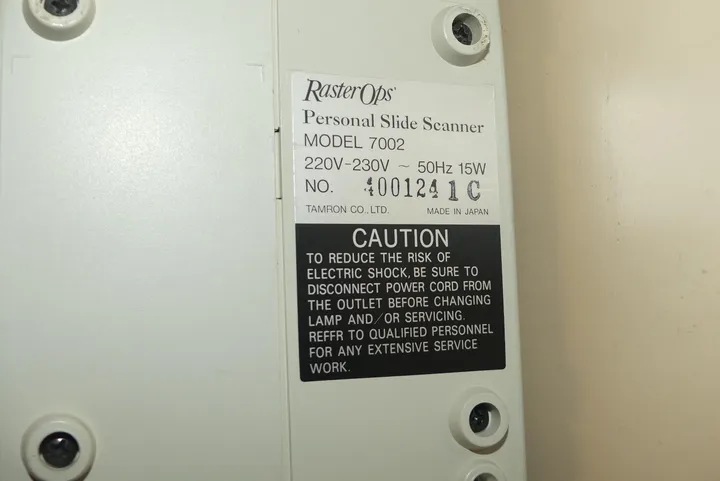 RasterOps
Personal Slide Scanner
MODEL 7002
220V-230V ~ 50Hz 15W
NO. 4001241C
TAMRON CO., LTD. MADE IN JAPAN
CAUTION
TO REDUCE THE RISK OF
ELECTRIC SHOCK, BE SURE TO
DISCONNECT POWER CORD FROM
THE OUTLET BEFORE CHANGING
LAMP AND/OR SERVICING.
REFFR TO QUALIFIED PERSONNEL
FOR ANY EXTENSIVE SERVICE
WORK.